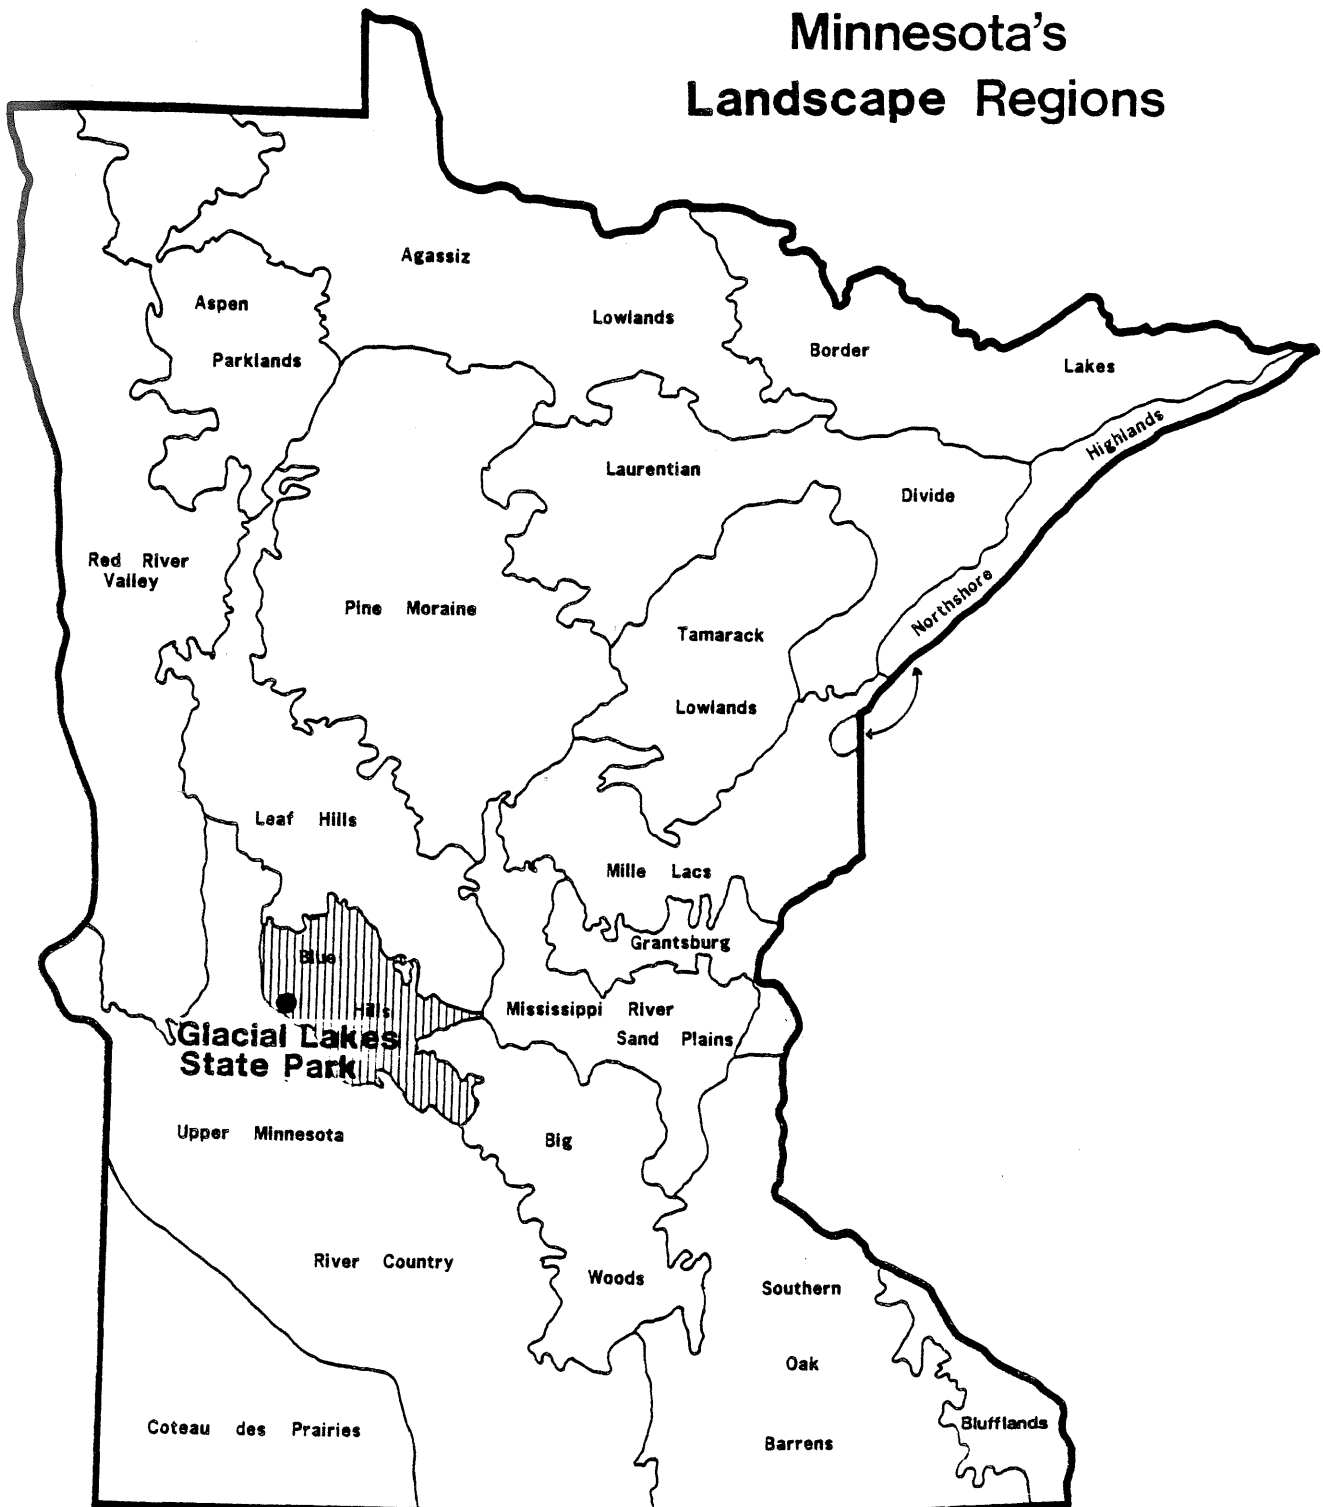 Minnesota's
Landscape Regions
Agassiz
Lowlands
Aspen
Parklands
Border
Lakes
Highlands
Laurentian
Divide
Red River
Valley
Pine Moraine
Northshore
Tamarack
Lowlands
Leaf Hills
Mille Lacs
Grantsburg
Blue
Hills
Mississippi River
Sand Plains
Glacial Lakes
State Park
Upper Minnesota
Big
River Country
Woods
Southern
Oak
Barrens
Coteau des Prairies
Blufflands